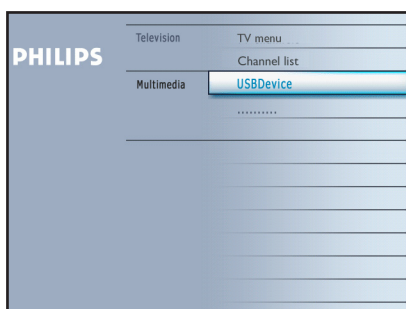 Television TV menu
PHILIPS
Channel list
Multimedia USBDevice
..........